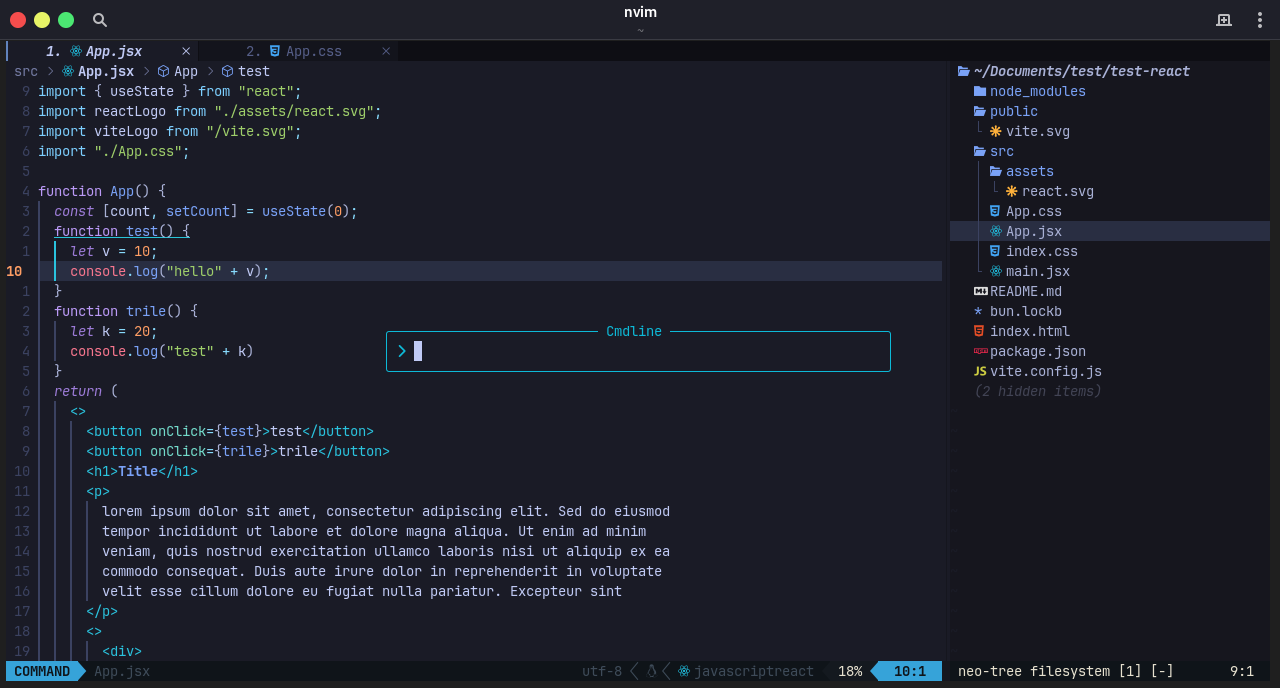 nvim
~
1. App.jsx × 2. App.css ×
src > App.jsx > App > test
9 import { useState } from "react";
8 import reactLogo from "./assets/react.svg";
7 import viteLogo from "/vite.svg";
6 import "./App.css";
5
4 function App() {
3 const [count, setCount] = useState(0);
2 function test() {
1 let v = 10;
10 console.log("hello" + v);
1 }
2 function trile() {
3 let k = 20;
4 console.log("test" + k)
5 }
6 return (
7 <>
8 <button onClick={test}>test</button>
9 <button onClick={trile}>trile</button>
10 <h1>Title</h1>
11 <p>
12 lorem ipsum dolor sit amet, consectetur adipiscing elit. Sed do eiusmod
13 tempor incididunt ut labore et dolore magna aliqua. Ut enim ad minim
14 veniam, quis nostrud exercitation ullamco laboris nisi ut aliquip ex ea
15 commodo consequat. Duis aute irure dolor in reprehenderit in voluptate
16 velit esse cillum dolore eu fugiat nulla pariatur. Excepteur sint
17 </p>
18 <>
19 <div>
Cmdline
>
COMMAND App.jsx utf-8 javascriptreact 18% 10:1
~/Documents/test/test-react
node_modules
public
vite.svg
src
assets
react.svg
App.css
App.jsx
index.css
main.jsx
README.md
bun.lockb
index.html
package.json
JS vite.config.js
(2 hidden items)
neo-tree filesystem [1] [-] 9:1